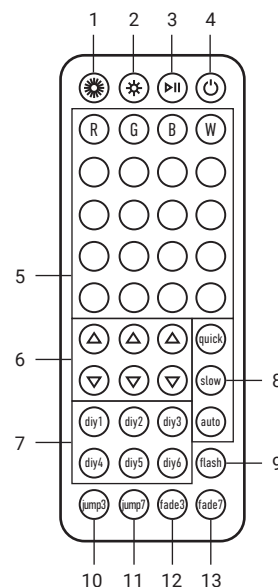 1 2 3 4
R G B W
5
quick
6
slow
8
diy1 diy2 diy3 auto
7
diy4 diy5 diy6 flash
9
jump3 jump7 fade3 fade7
10 11 12 13